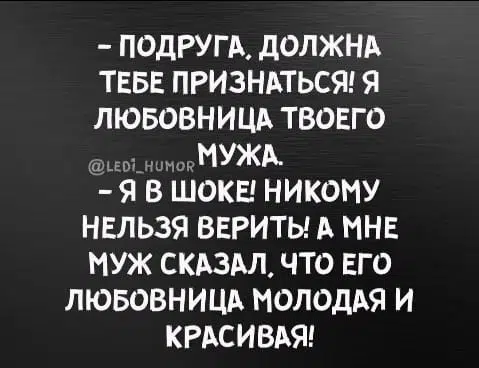 - ПОДРУГА, ДОЛЖНА
ТЕБЕ ПРИЗНАТЬСЯ! Я
ЛЮБОВНИЦА ТВОЕГО
МУЖА.
@LEDI_HUMOR
- Я В ШОКЕ! НИКОМУ
НЕЛЬЗЯ ВЕРИТЬ! А МНЕ
МУЖ СКАЗАЛ, ЧТО ЕГО
ЛЮБОВНИЦА МОЛОДАЯ И
КРАСИВАЯ!